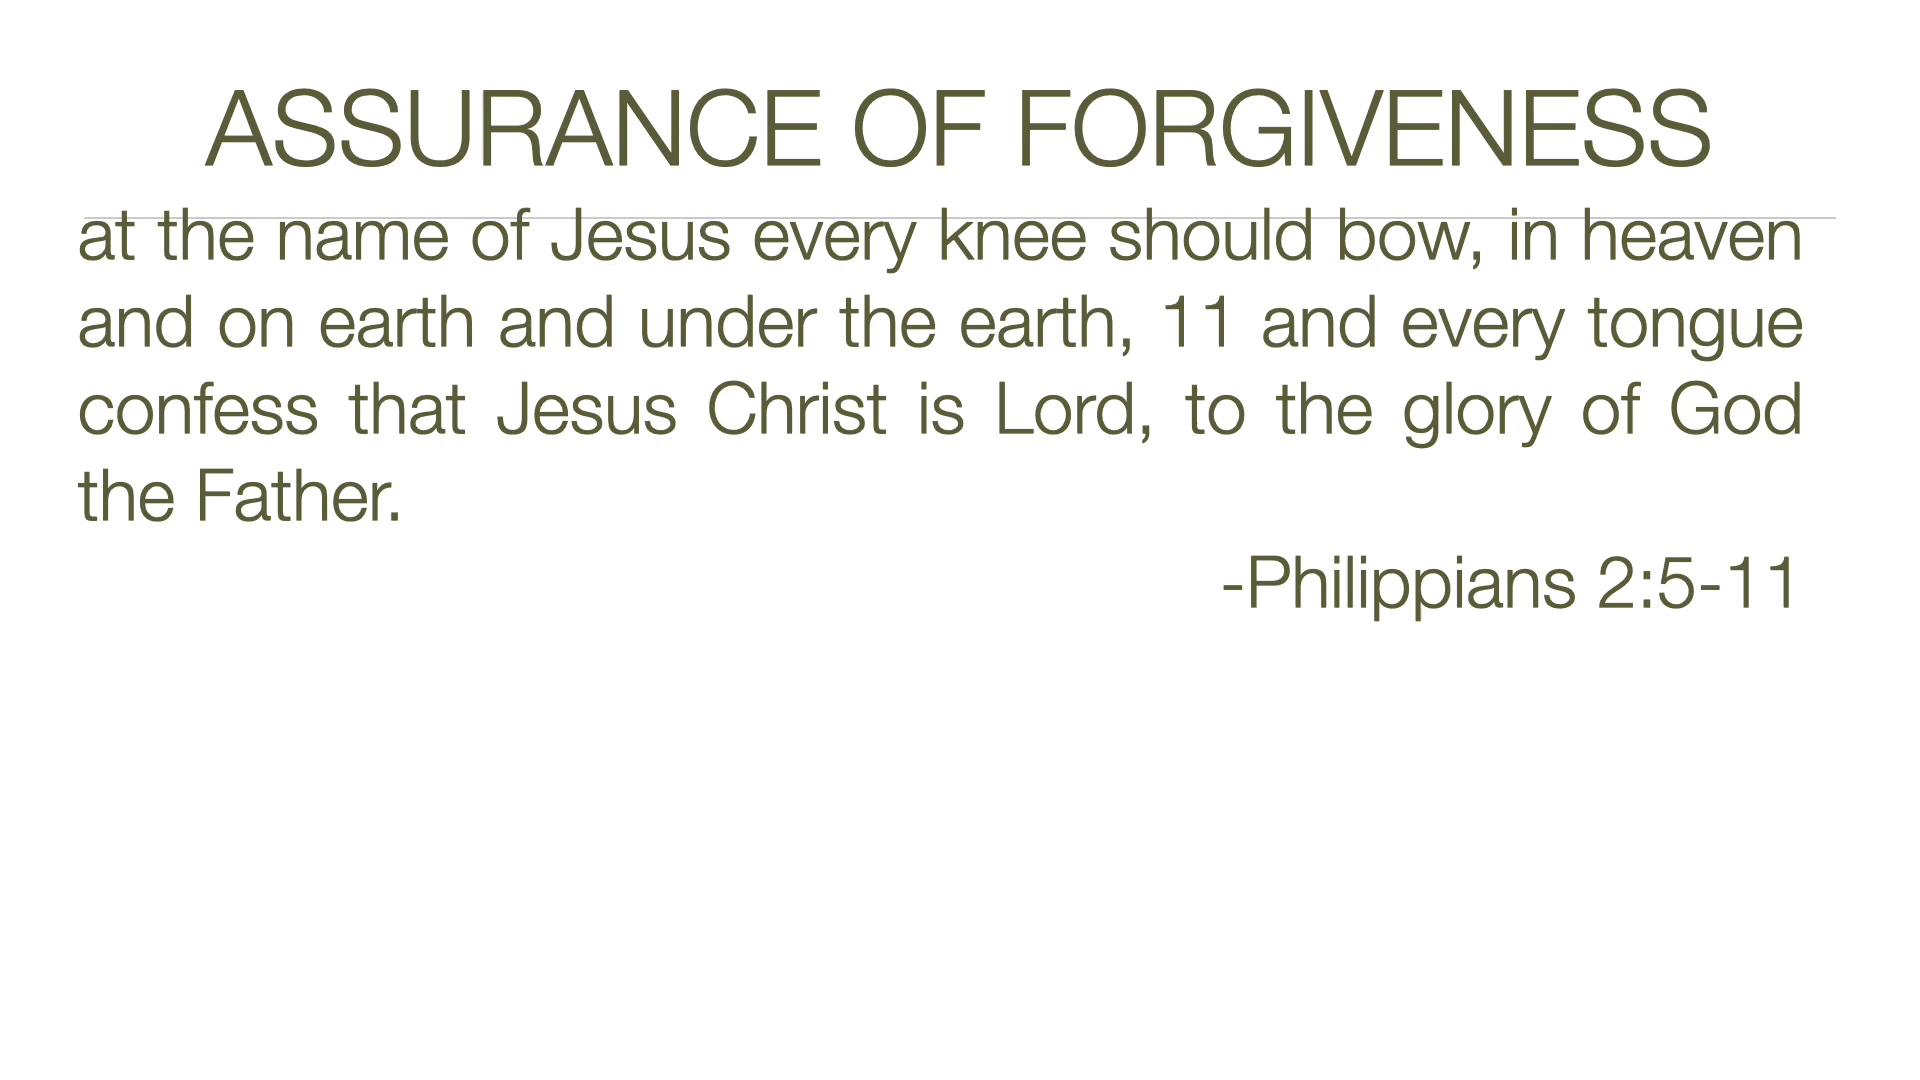 ASSURANCE OF FORGIVENESS
at the name of Jesus every knee should bow, in heaven
and on earth and under the earth, 11 and every tongue
confess that Jesus Christ is Lord, to the glory of God
the Father.
-Philippians 2:5-11